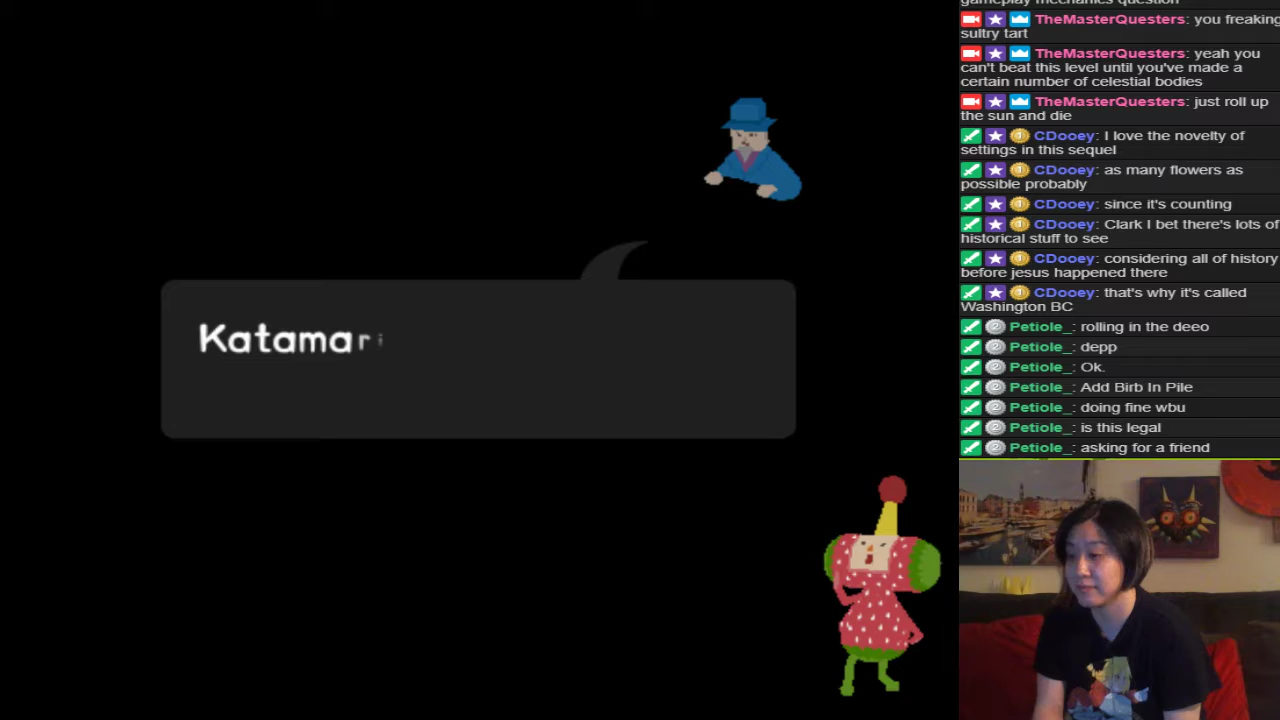 Katamari
gameplay mechanics question
TheMasterQuesters: you freaking
sultry tart
TheMasterQuesters: yeah you
can't beat this level until you've made a
certain number of celestial bodies
TheMasterQuesters: just roll up
the sun and die
CDooey: I love the novelty of
settings in this sequel
CDooey: as many flowers as
possible probably
CDooey: since it's counting
CDooey: Clark I bet there's lots of
historical stuff to see
CDooey: considering all of history
before jesus happened there
CDooey: that's why it's called
Washington BC
Petiole_: rolling in the deeo
Petiole_: depp
Petiole_: Ok.
Petiole_: Add Birb In Pile
Petiole_: doing fine wbu
Petiole_: is this legal
Petiole_: asking for a friend